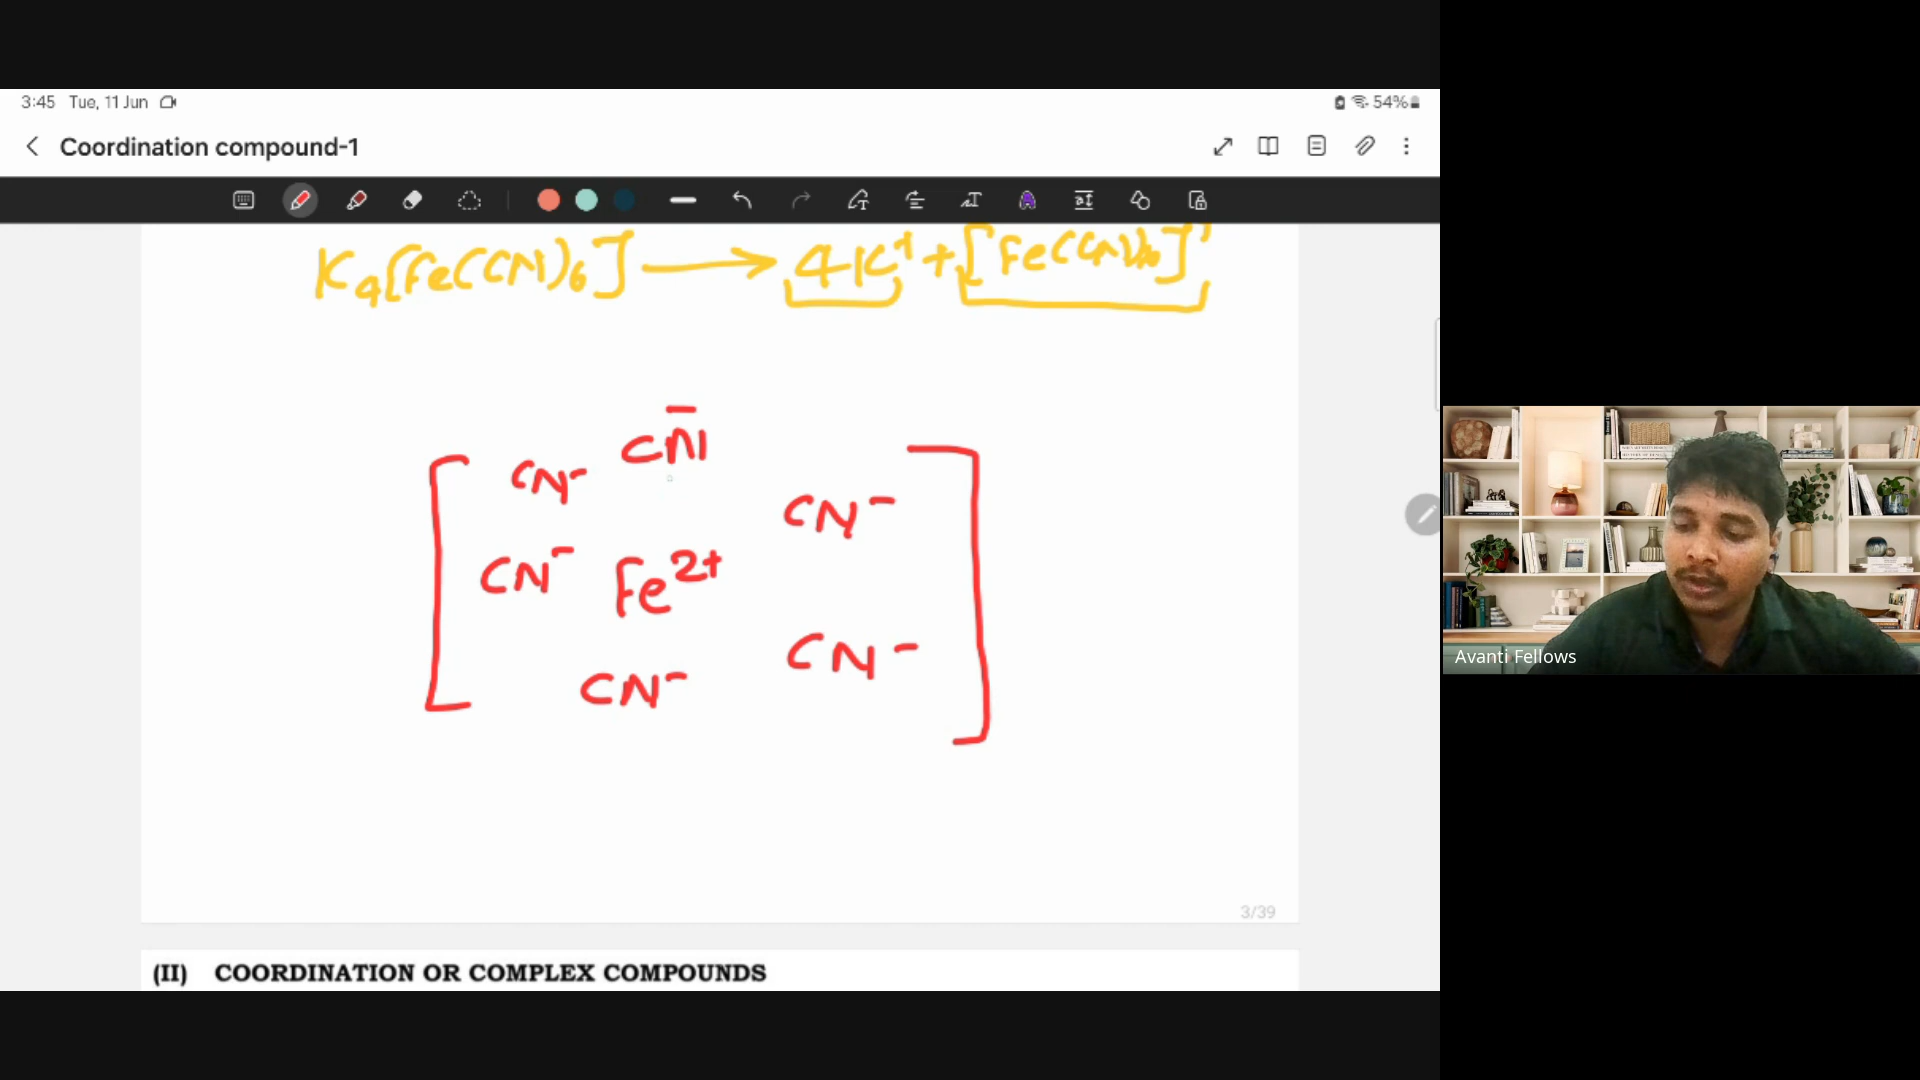 3:45 Tue, 11 Jun 54%
Coordination compound-1
K4[Fe(CN)6] → 4K+ + [Fe(CN)6]
CN-
CN-
CN-
CN- Fe2+
CN-
CN-
3/39
(II) COORDINATION OR COMPLEX COMPOUNDS
Avanti Fellows